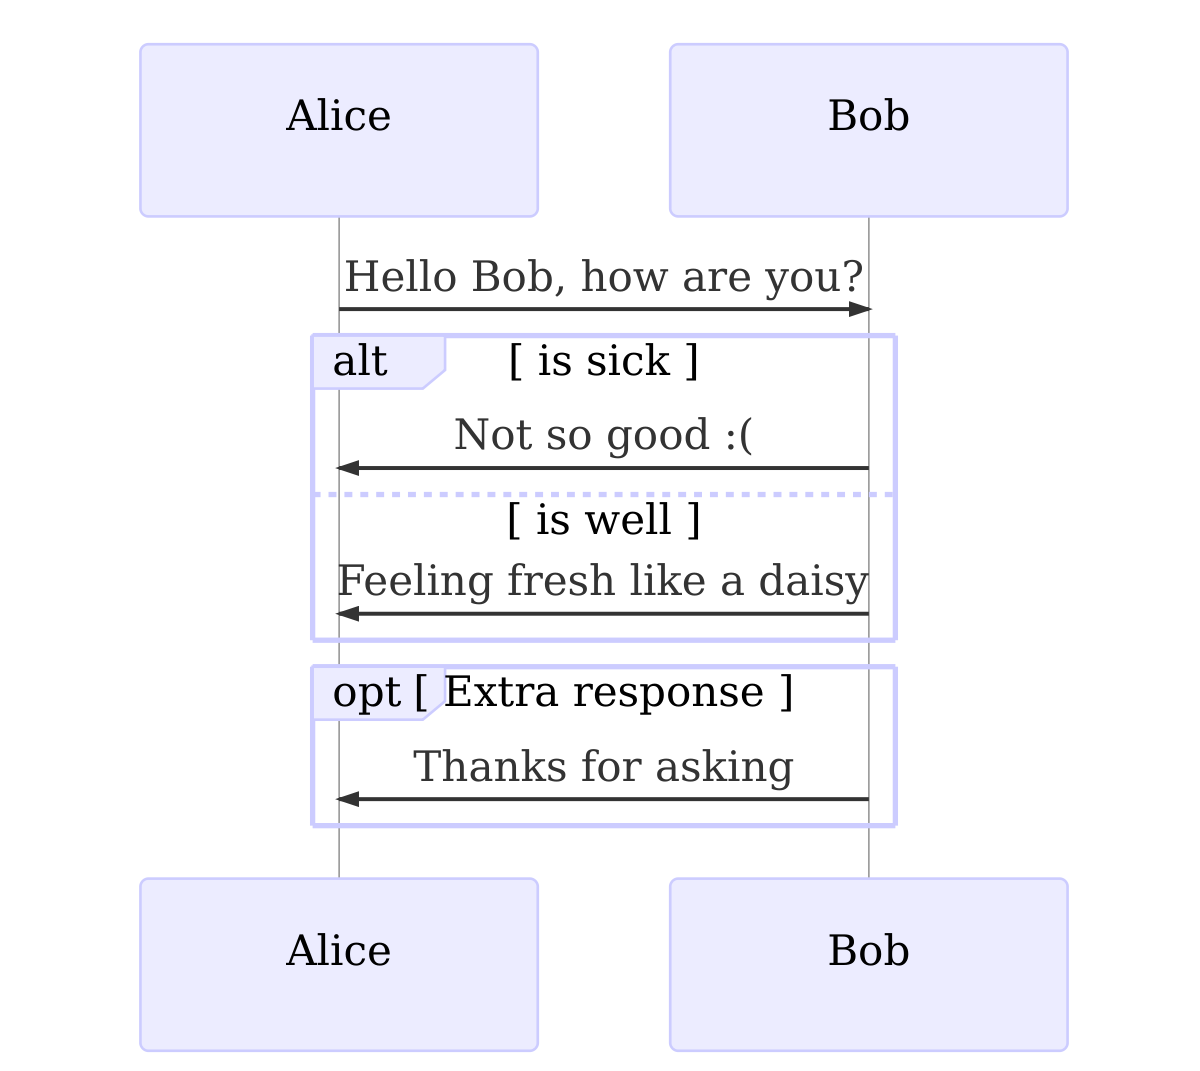 Alice Bob
Hello Bob, how are you?
alt [ is sick ]
Not so good :(
[ is well ]
Feeling fresh like a daisy
opt [ Extra response ]
Thanks for asking
Alice Bob